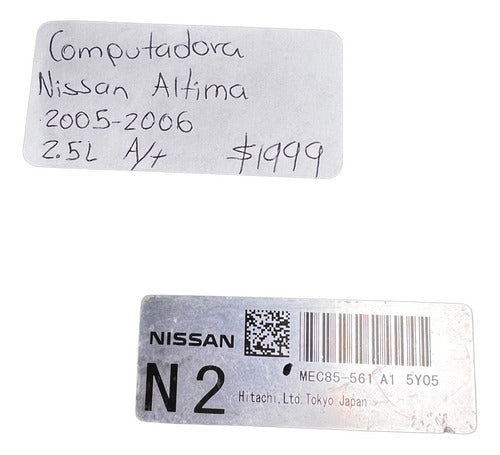 Computadora
Nissan Altima
2005-2006
2.5L A/t $1999
NISSAN
MEC85-561 A1 5Y05
N2 Hitachi,Ltd.Tokyo Japan